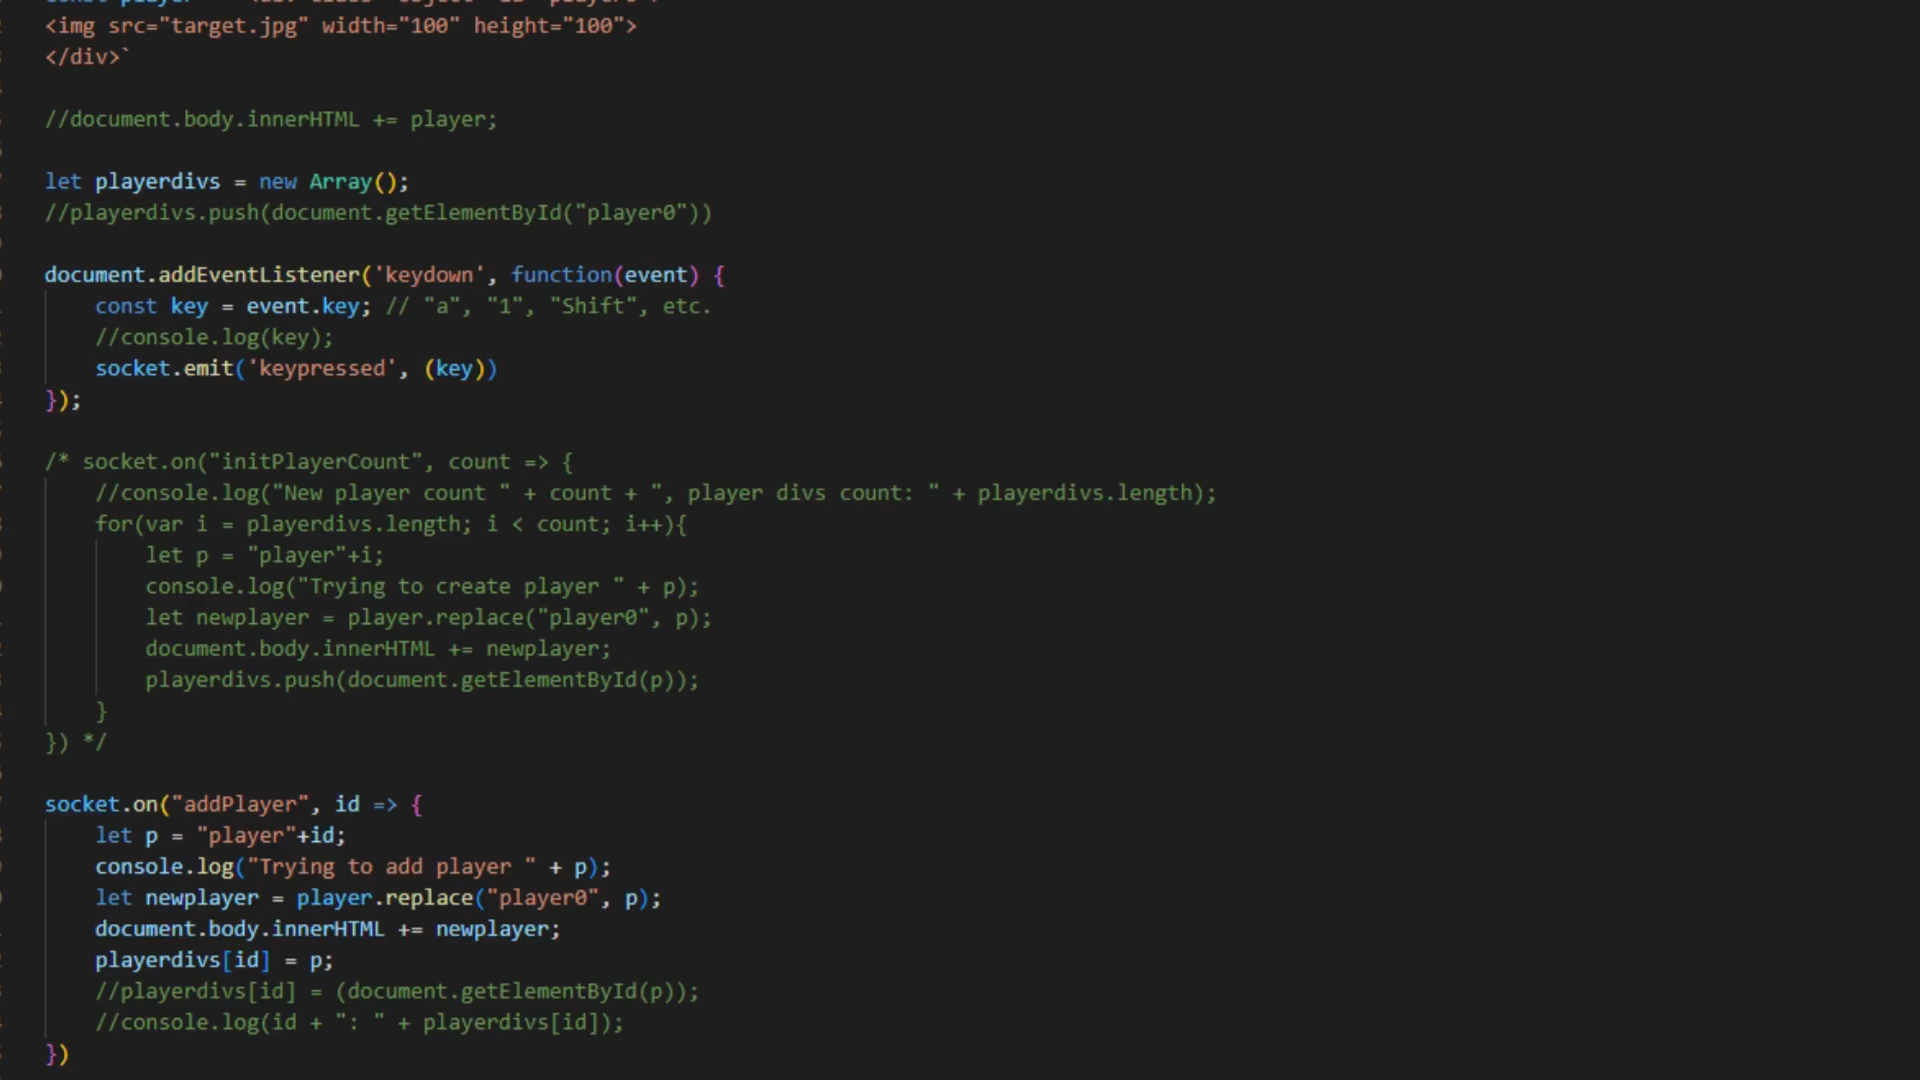 <img src="target.jpg" width="100" height="100">
</div>`
//document.body.innerHTML += player;
let playerdivs = new Array();
//playerdivs.push(document.getElementById("player0"))
document.addEventListener('keydown', function(event) {
const key = event.key; // "a", "1", "Shift", etc.
//console.log(key);
socket.emit('keypressed', (key))
});
/* socket.on("initPlayerCount", count => {
//console.log("New player count " + count + ", player divs count: " + playerdivs.length);
for(var i = playerdivs.length; i < count; i++){
let p = "player"+i;
console.log("Trying to create player " + p);
let newplayer = player.replace("player0", p);
document.body.innerHTML += newplayer;
playerdivs.push(document.getElementById(p));
}
}) */
socket.on("addPlayer", id => {
let p = "player"+id;
console.log("Trying to add player " + p);
let newplayer = player.replace("player0", p);
document.body.innerHTML += newplayer;
playerdivs[id] = p;
//playerdivs[id] = (document.getElementById(p));
//console.log(id + ": " + playerdivs[id]);
})